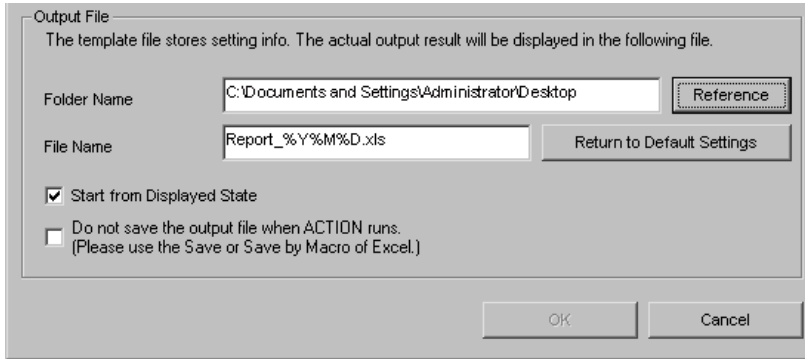 Output File
The template file stores setting info. The actual output result will be displayed in the following file.
Folder Name
C:\Documents and Settings\Administrator\Desktop
Reference
File Name
Report_%Y%M%D.xls
Return to Default Settings
Start from Displayed State
Do not save the output file when ACTION runs.
(Please use the Save or Save by Macro of Excel.)
OK
Cancel